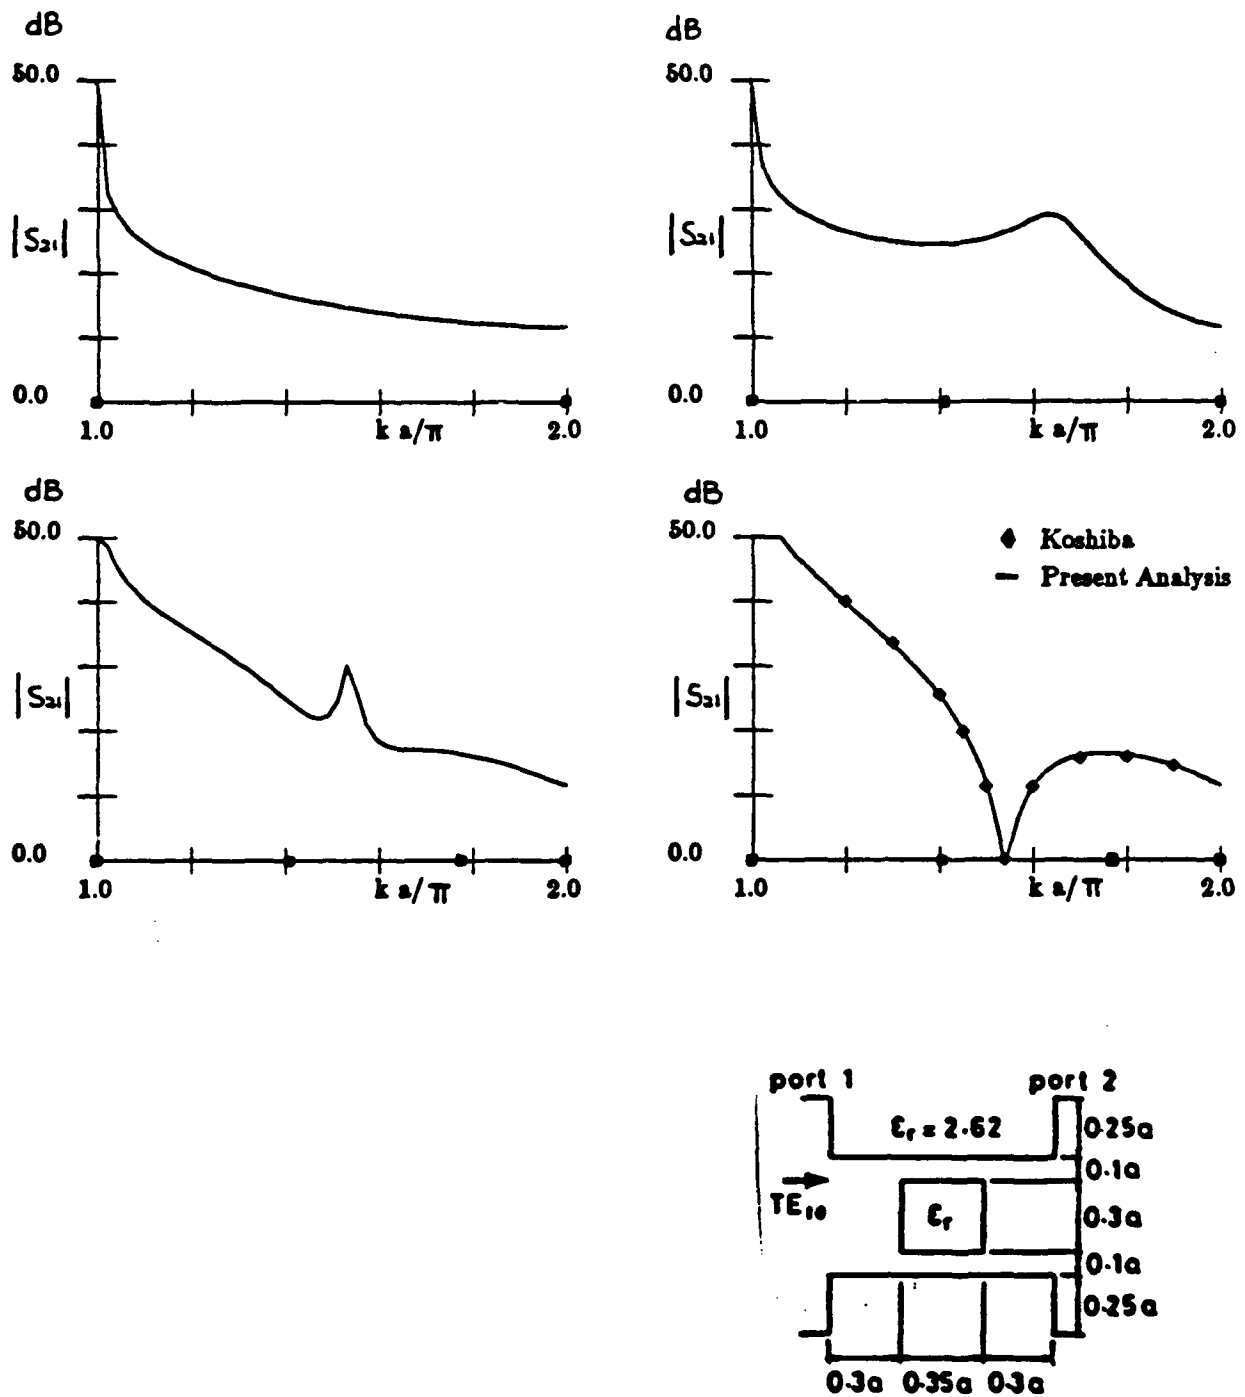 dB
50.0
|S₂₁|
0.0
1.0
k a/π
2.0
dB
50.0
|S₂₁|
0.0
1.0
k a/π
2.0
dB
50.0
|S₂₁|
0.0
1.0
k a/π
2.0
dB
50.0
Koshiba
Present Analysis
|S₂₁|
0.0
1.0
k a/π
2.0
port 1
port 2
εᵣ = 2.62
0.25a
0.1a
TE₁₀
εᵣ
0.3a
0.1a
0.25a
0.3a 0.35a 0.3a